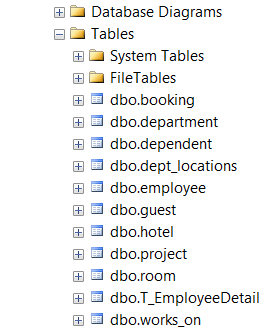 Database Diagrams
Tables
System Tables
FileTables
dbo.booking
dbo.department
dbo.dependent
dbo.dept_locations
dbo.employee
dbo.guest
dbo.hotel
dbo.project
dbo.room
dbo.T_EmployeeDetail
dbo.works_on